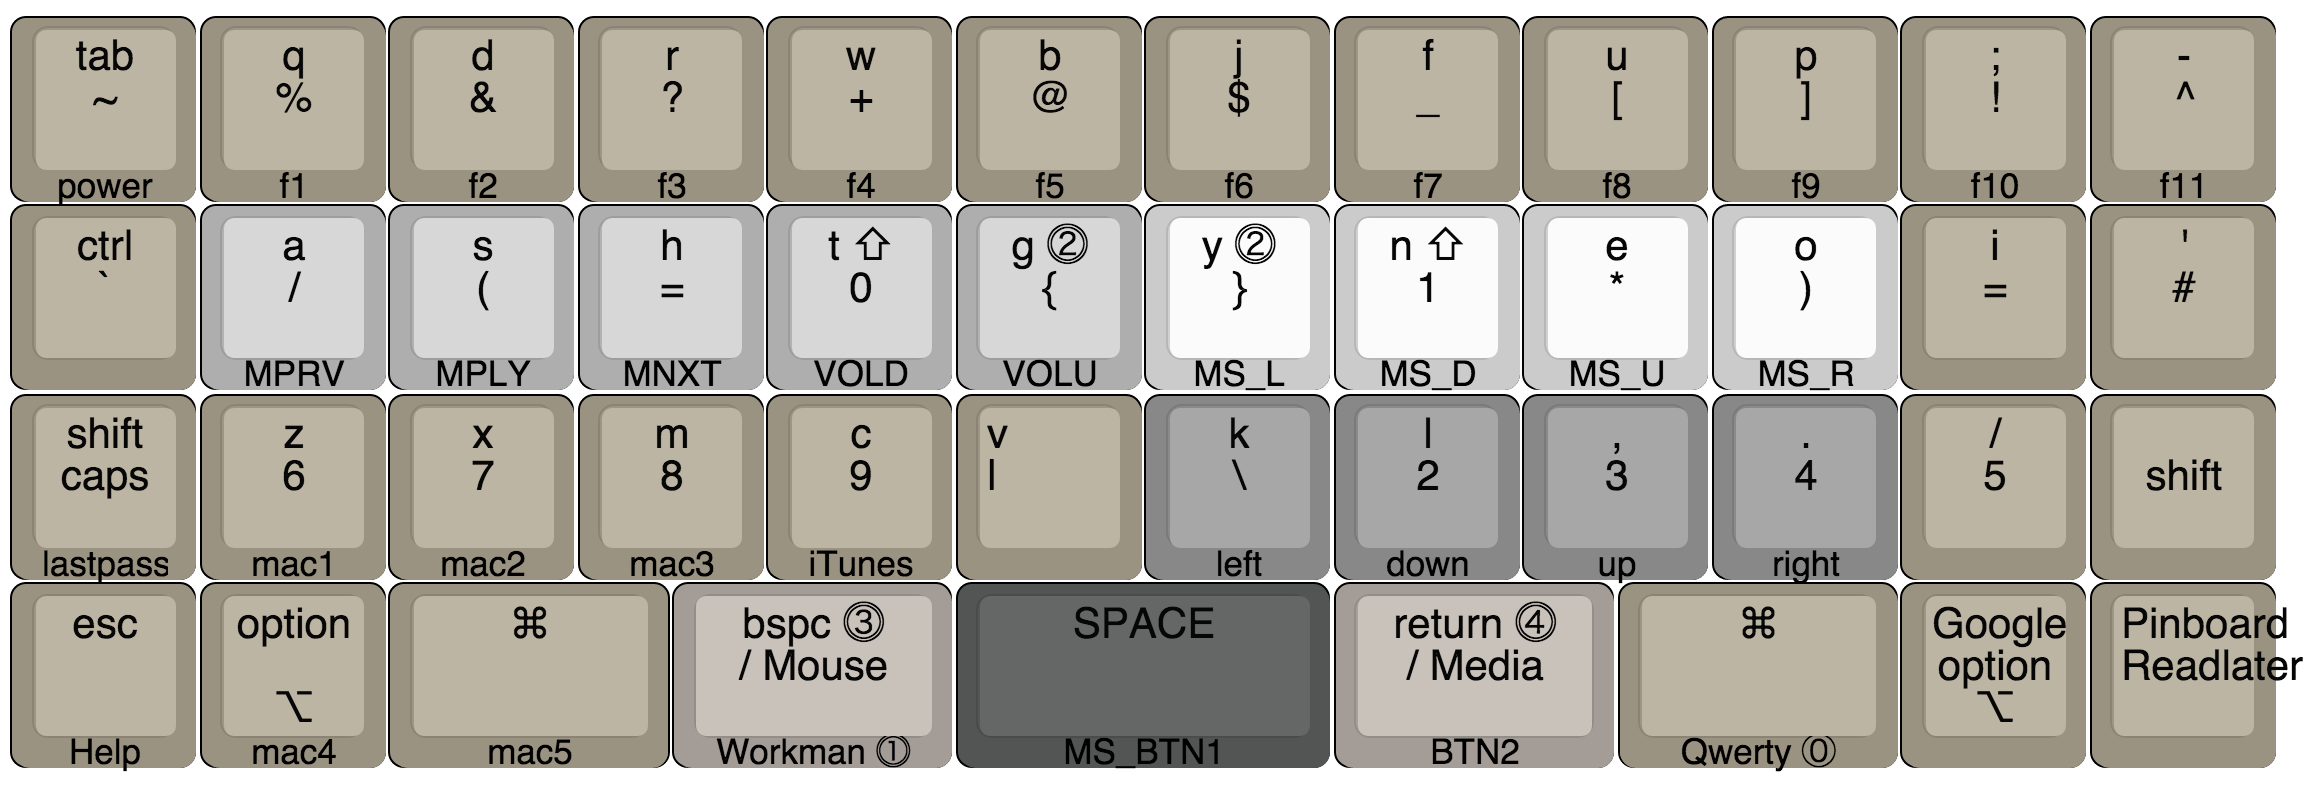 tab q d r w b j f u p ; -
~ % & ? + @ $ _ [ ] ! ^
power f1 f2 f3 f4 f5 f6 f7 f8 f9 f10 f11
ctrl a s h t ⇧ g ② y ② n ⇧ e o i '
` / ( = 0 { } 1 * ) = #
MPRV MPLY MNXT VOLD VOLU MS_L MS_D MS_U MS_R
shift z x m c v k l , . /
caps 6 7 8 9 | \ 2 3 4 5 shift
lastpass mac1 mac2 mac3 iTunes left down up right
esc option ⌘ bspc ③ SPACE return ④ ⌘ Google Pinboard
/ Mouse / Media option Readlater
⌥ ⌥
Help mac4 mac5 Workman ① MS_BTN1 BTN2 Qwerty ⓪